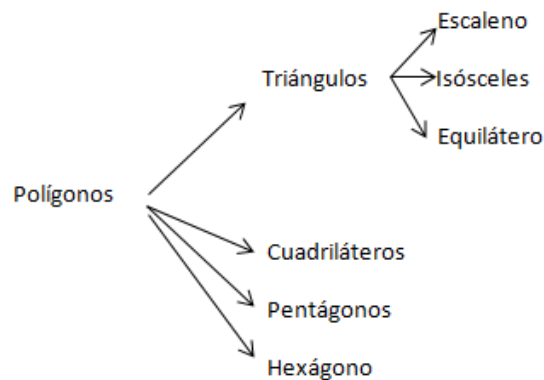 Escaleno
Triángulos
Isósceles
Equilátero
Polígonos
Cuadriláteros
Pentágonos
Hexágono